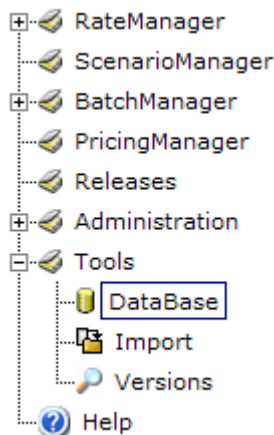 RateManager
ScenarioManager
BatchManager
PricingManager
Releases
Administration
Tools
DataBase
Import
Versions
Help